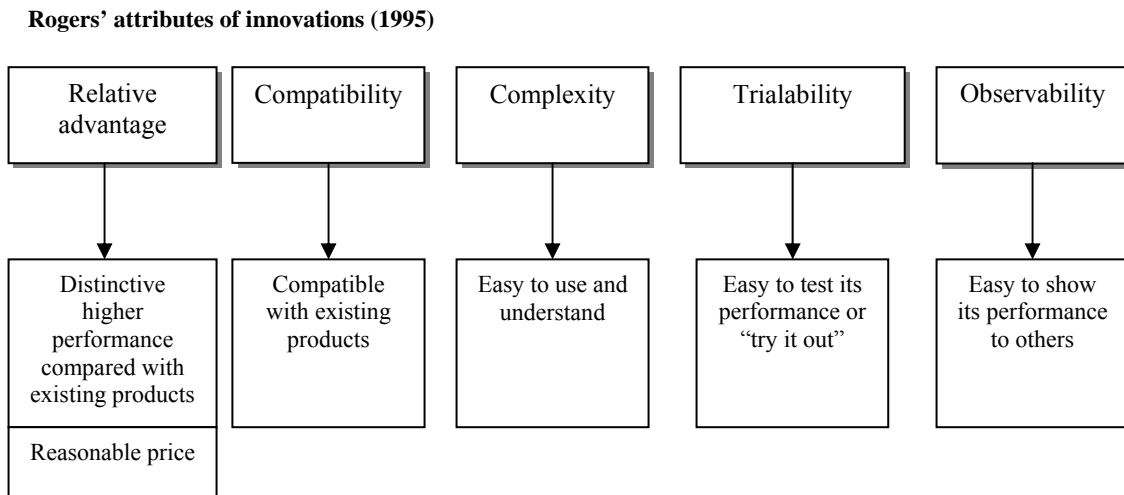 Rogers’ attributes of innovations (1995)
Relative
advantage
Compatibility
Complexity
Trialability
Observability
Distinctive
higher
performance
compared with
existing products
Reasonable price
Compatible
with existing
products
Easy to use and
understand
Easy to test its
performance or
“try it out”
Easy to show
its performance
to others